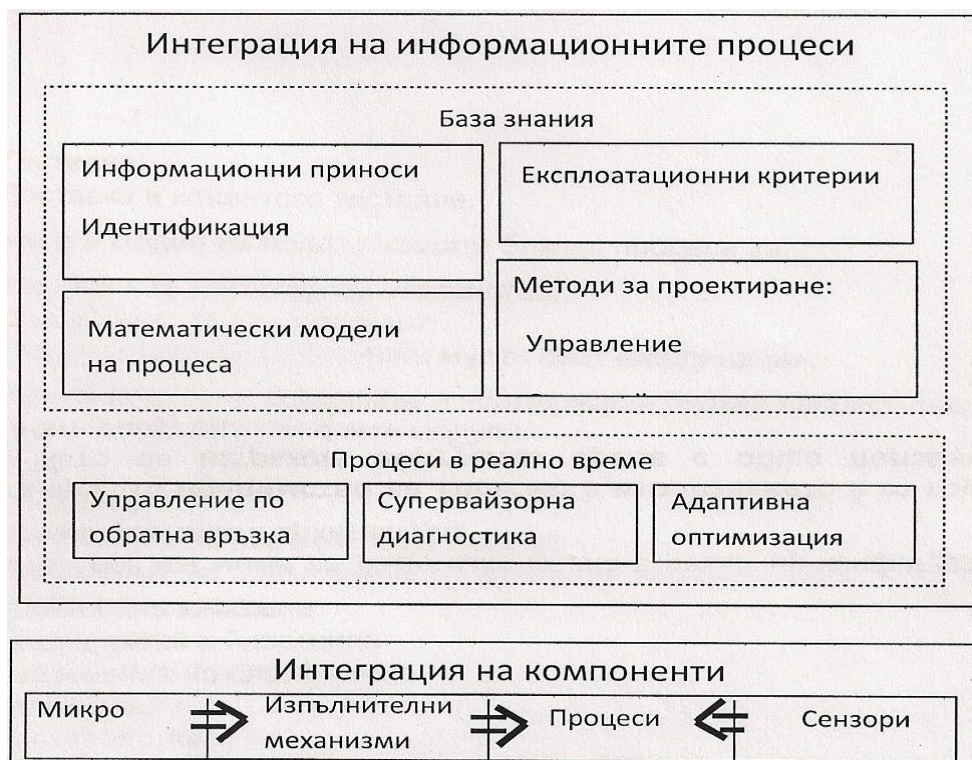 Интеграция на информационните процеси
База знания
Информационни приноси
Идентификация
Експлоатационни критерии
Математически модели
на процеса
Методи за проектиране:
Управление
Процеси в реално време
Управление по
обратна връзка
Супервайзорна
диагностика
Адаптивна
оптимизация
Интеграция на компоненти
Микро
Изпълнителни
механизми
Процеси
Сензори